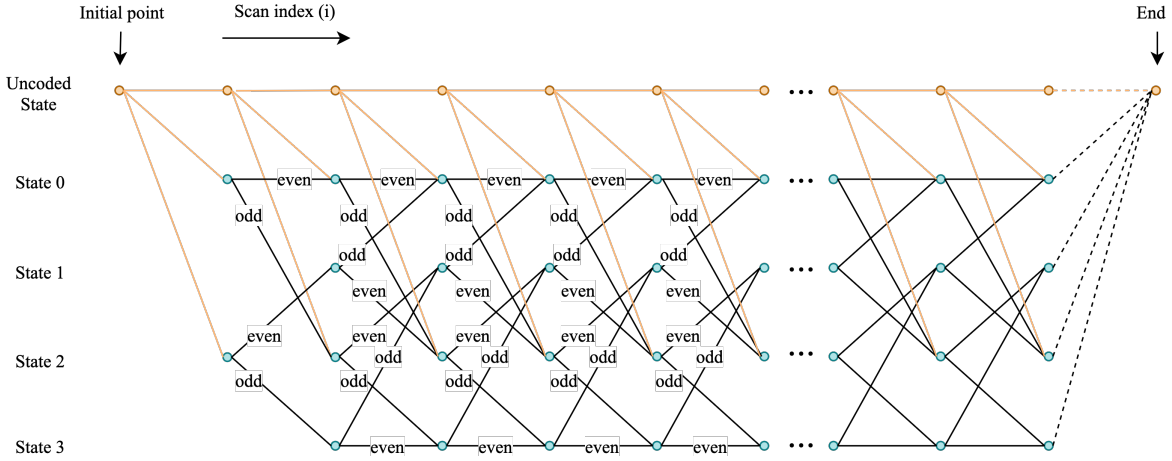 Initial point
Scan index (i)
End
Uncoded
State
State 0
even
even
even
even
even
odd
odd
odd
odd
odd
odd
odd
odd
odd
State 1
even
even
even
even
even
even
even
even
even
State 2
odd
odd
odd
odd
odd
odd
odd
odd
odd
State 3
even
even
even
even